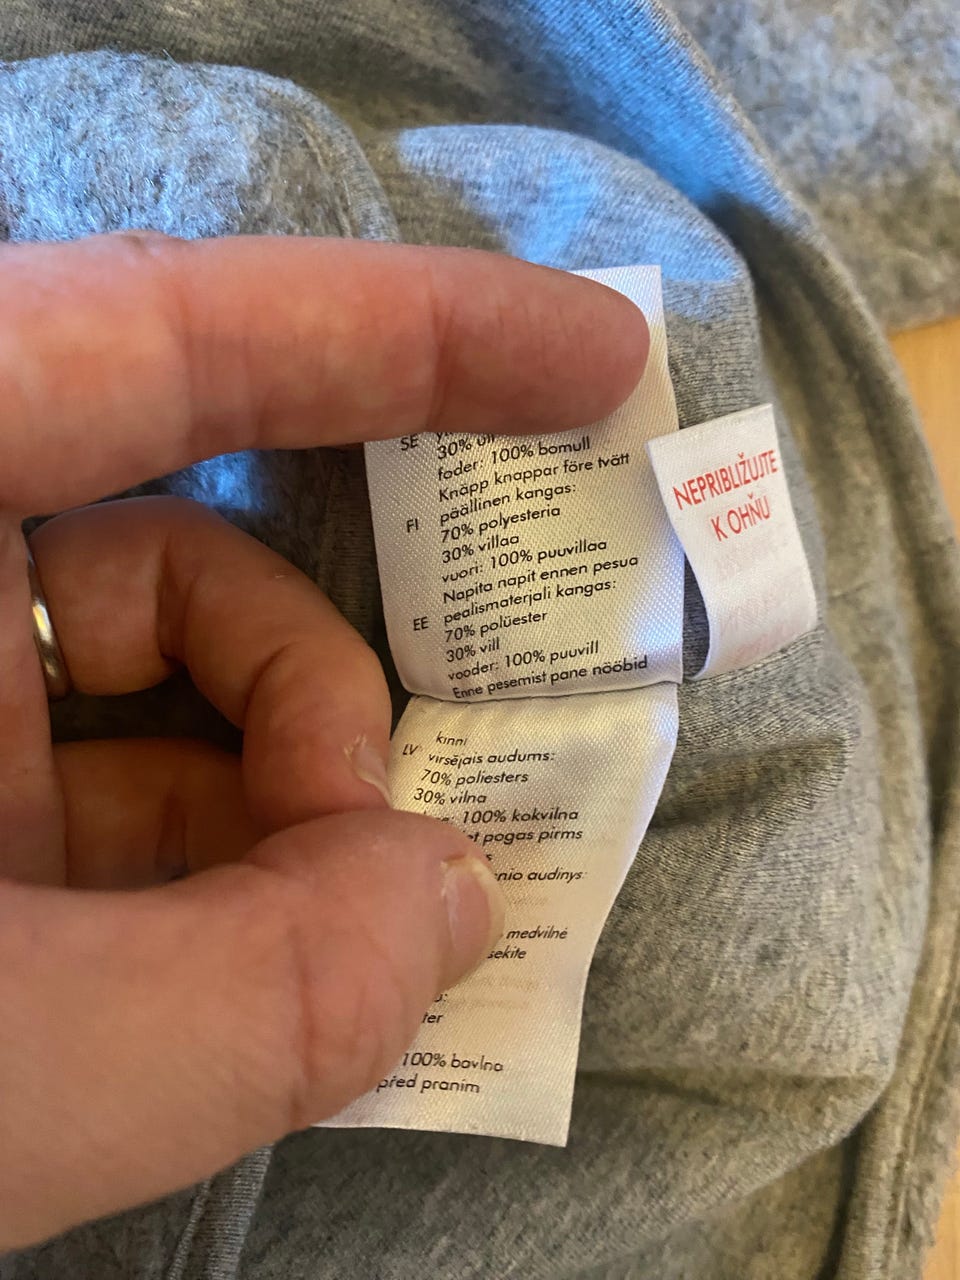 SE
30% ull
foder: 100% bomull
Knäpp knappar före tvätt
FI päällinen kangas:
70% polyesteria
30% villaa
vuori: 100% puuvillaa
Napita napit ennen pesua
EE pealismaterjali kangas:
70% polüester
30% vill
vooder: 100% puuvill
Enne pesemist pane nööbid
kinni
LV virsējais audums:
70% poliesters
30% vilna
100% kokvilna
pogas pirms
audinys:
medvilnė
100% bavlna
před praním
NEPRIBLIŽUJTE
K OHŇU